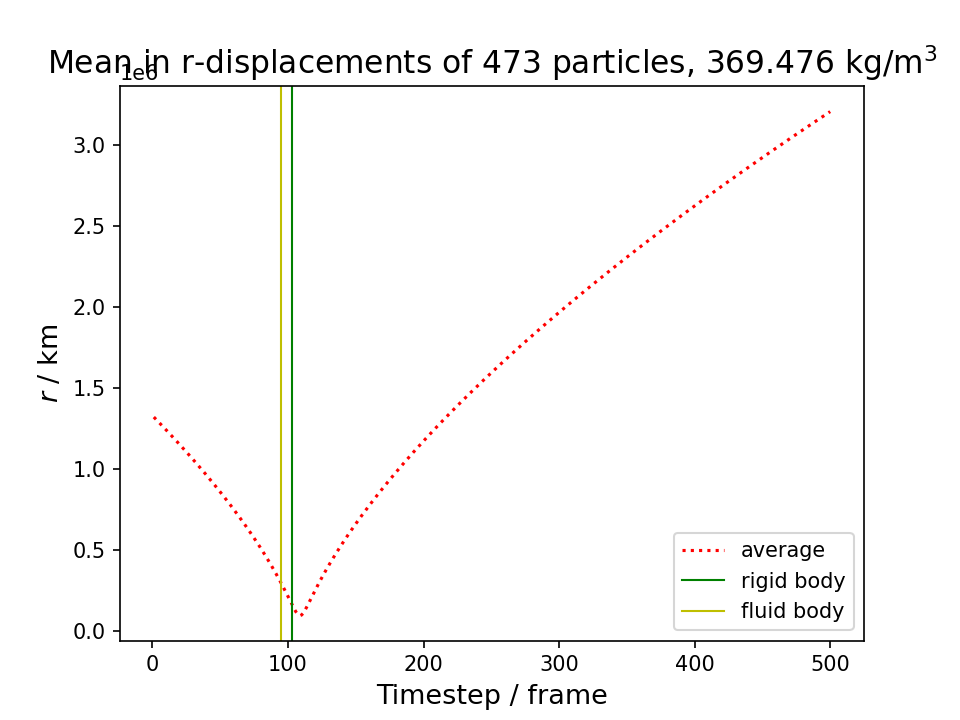 Mean in r-displacements of 473 particles, 369.476 kg/m³
1e6
3.0
2.5
2.0
1.5
1.0
0.5
0.0
r / km
0 100 200 300 400 500
Timestep / frame
average
rigid body
fluid body